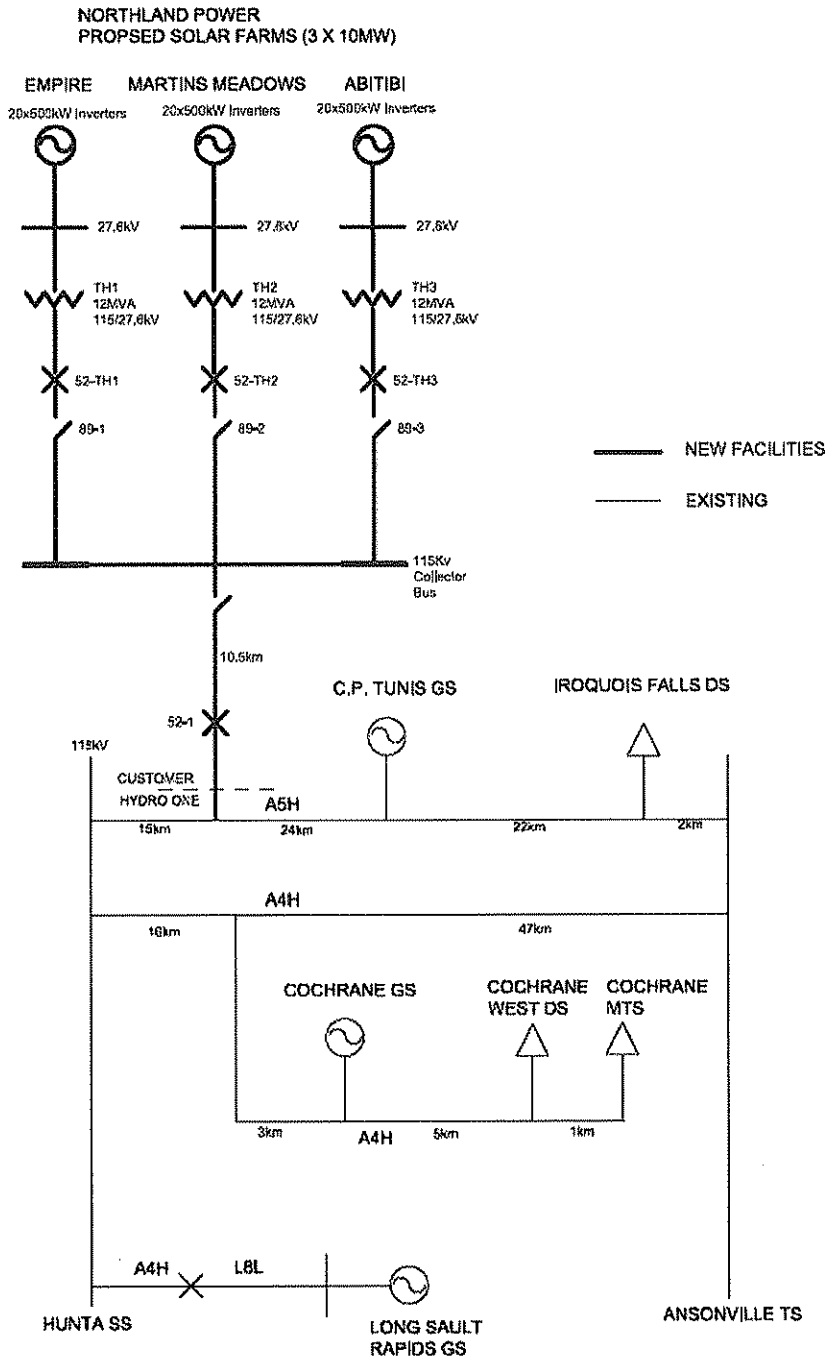 NORTHLAND POWER
PROPSED SOLAR FARMS (3 X 10MW)
EMPIRE
20x500kW Inverters
MARTINS MEADOWS
20x500kW Inverters
ABITIBI
20x500kW Inverters
27,6kV
27,6kV
27,6kV
TH1
12MVA
115/27,6kV
TH2
12MVA
115/27,6kV
TH3
12MVA
115/27,6kV
52-TH1
52-TH2
52-TH3
89-1
89-2
89-3
NEW FACILITIES
EXISTING
115Kv
Collector
Bus
10.5km
52-1
C.P. TUNIS GS
IROQUOIS FALLS DS
115kV
CUSTOMER
HYDRO ONE
A5H
15km
24km
22km
2km
A4H
16km
47km
COCHRANE GS
COCHRANE
WEST DS
COCHRANE
MTS
3km
A4H
5km
1km
A4H
L8L
HUNTA SS
LONG SAULT
RAPIDS GS
ANSONVILLE TS